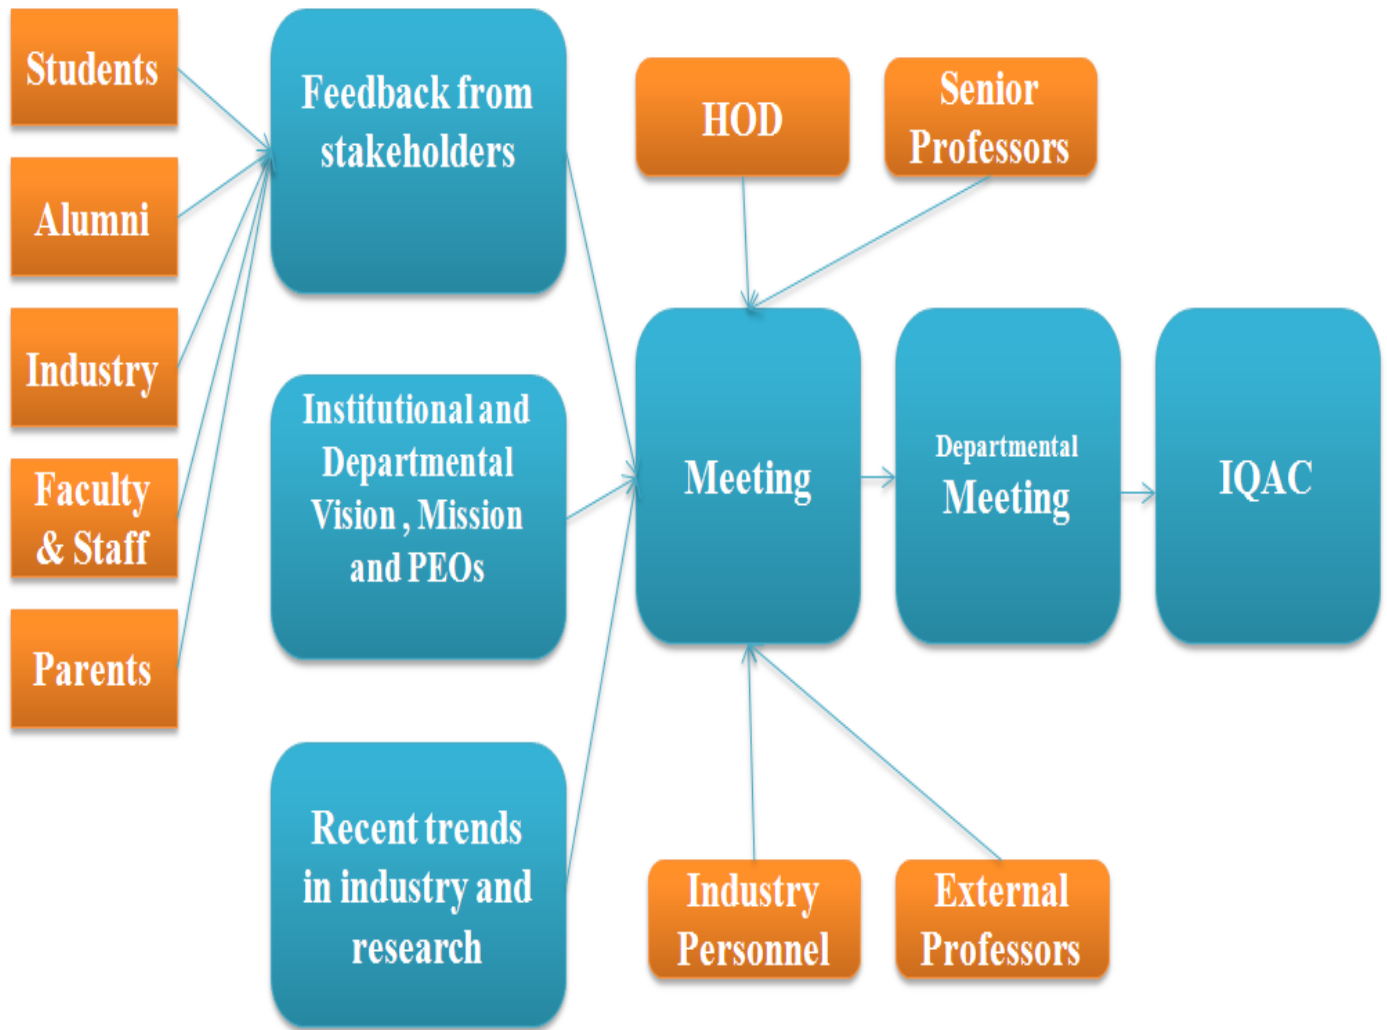 Students
Alumni
Industry
Faculty
& Staff
Parents
Feedback from
stakeholders
Institutional and
Departmental
Vision , Mission
and PEOs
Recent trends
in industry and
research
HOD
Senior
Professors
Meeting
Departmental
Meeting
IQAC
Industry
Personnel
External
Professors